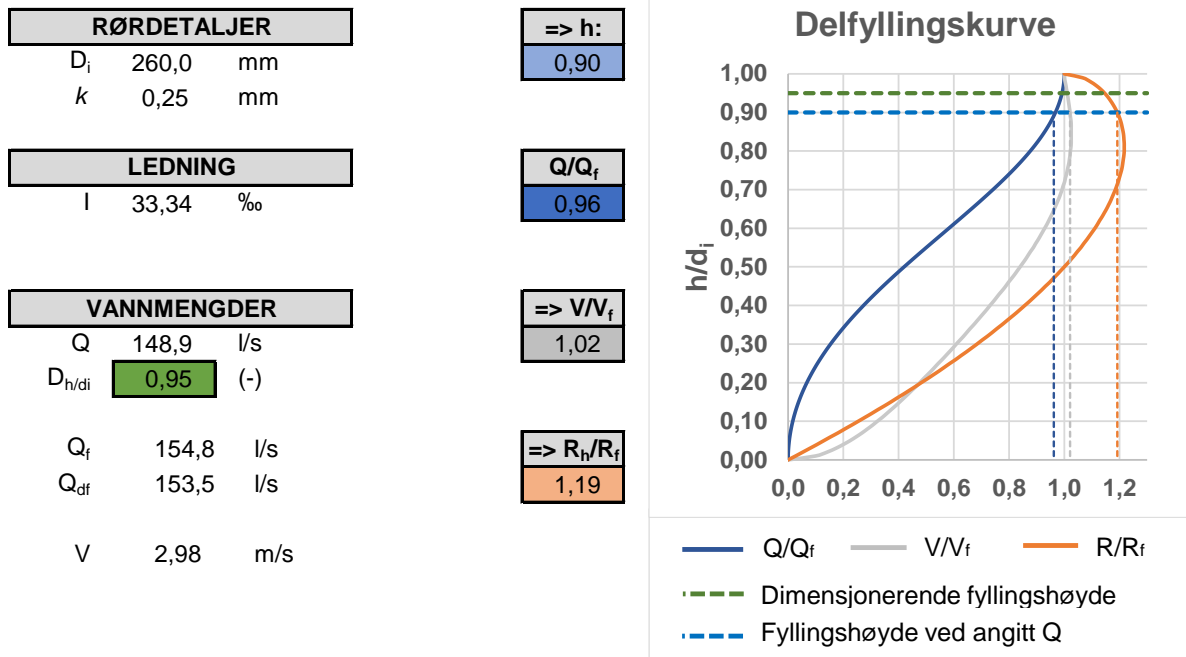 RØRDETALJER
Di 260,0 mm
k 0,25 mm
=> h:
0,90
LEDNING
I 33,34 ‰
Q/Qf
0,96
VANNMENGDER
Q 148,9 l/s
Dh/di 0,95 (-)
=> V/Vf
1,02
Qf 154,8 l/s
Qdf 153,5 l/s
=> Rh/Rf
1,19
V 2,98 m/s
Delfyllingskurve
1,00
0,90
0,80
0,70
0,60
0,50
0,40
0,30
0,20
0,10
0,00
h/di
0,0 0,2 0,4 0,6 0,8 1,0 1,2
Q/Qf V/Vf R/Rf
Dimensjonerende fyllingshøyde
Fyllingshøyde ved angitt Q